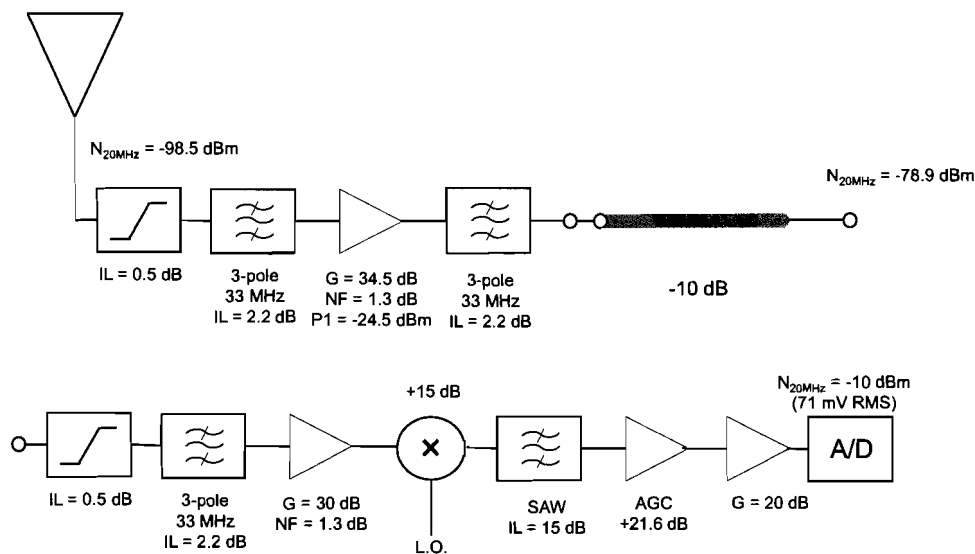 N20MHz = -98.5 dBm
N20MHz = -78.9 dBm
IL = 0.5 dB
3-pole
33 MHz
IL = 2.2 dB
G = 34.5 dB
NF = 1.3 dB
P1 = -24.5 dBm
3-pole
33 MHz
IL = 2.2 dB
-10 dB
+15 dB
N20MHz = -10 dBm
(71 mV RMS)
×
A/D
IL = 0.5 dB
3-pole
33 MHz
IL = 2.2 dB
G = 30 dB
NF = 1.3 dB
L.O.
SAW
IL = 15 dB
AGC
+21.6 dB
G = 20 dB